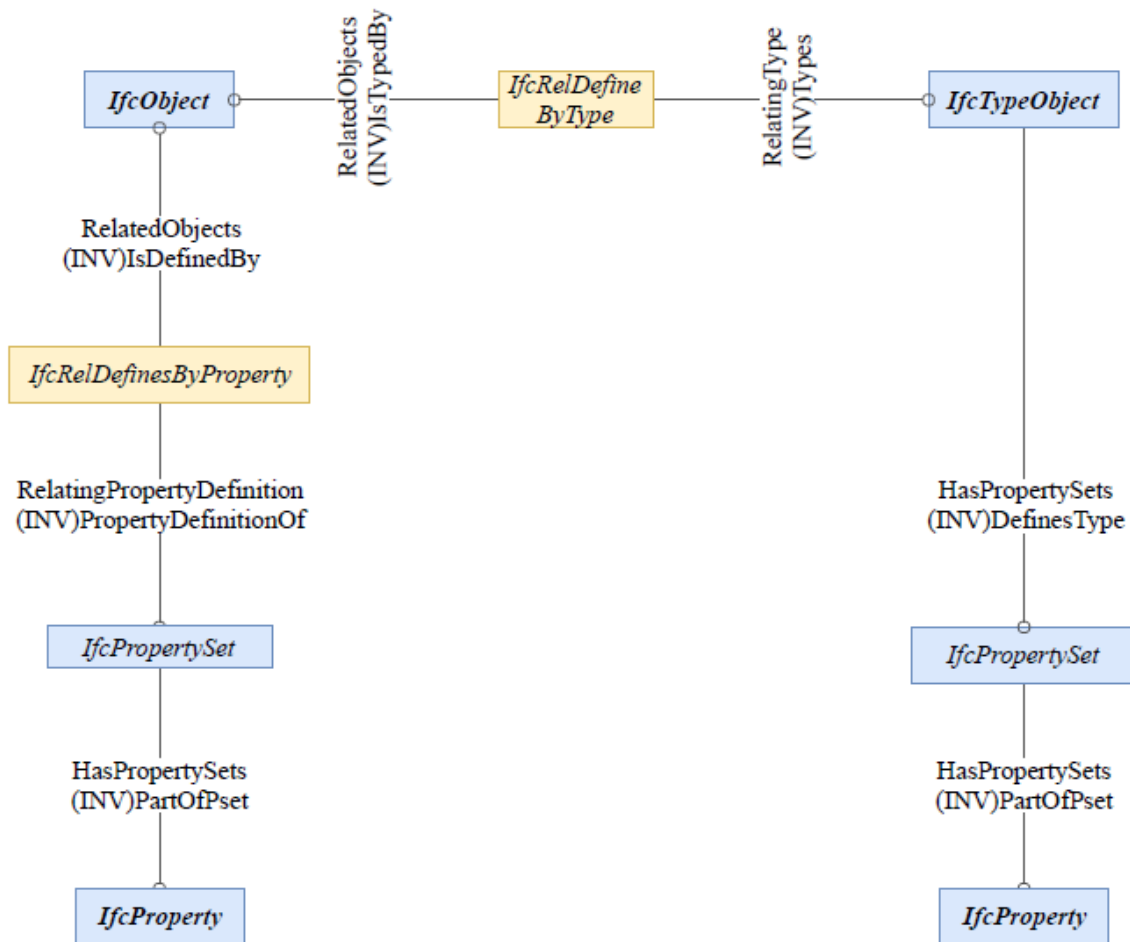 IfcObject
RelatedObjects
(INV)IsTypedBy
IfcRelDefine
ByType
RelatingType
(INV)Types
IfcTypeObject
RelatedObjects
(INV)IsDefinedBy
IfcRelDefinesByProperty
RelatingPropertyDefinition
(INV)PropertyDefinitionOf
HasPropertySets
(INV)DefinesType
IfcPropertySet
IfcPropertySet
HasPropertySets
(INV)PartOfPset
HasPropertySets
(INV)PartOfPset
IfcProperty
IfcProperty